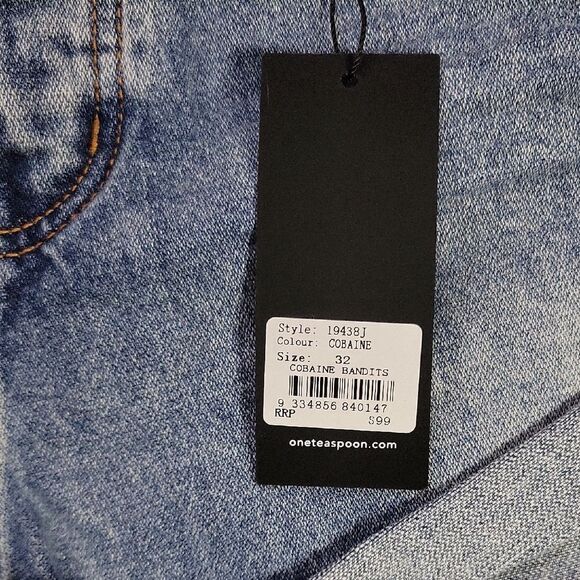 Style: 19438J
Colour: COBAINE
Size: 32
COBAINE BANDITS
9 334856 840147
RRP $99
oneteaspoon.com